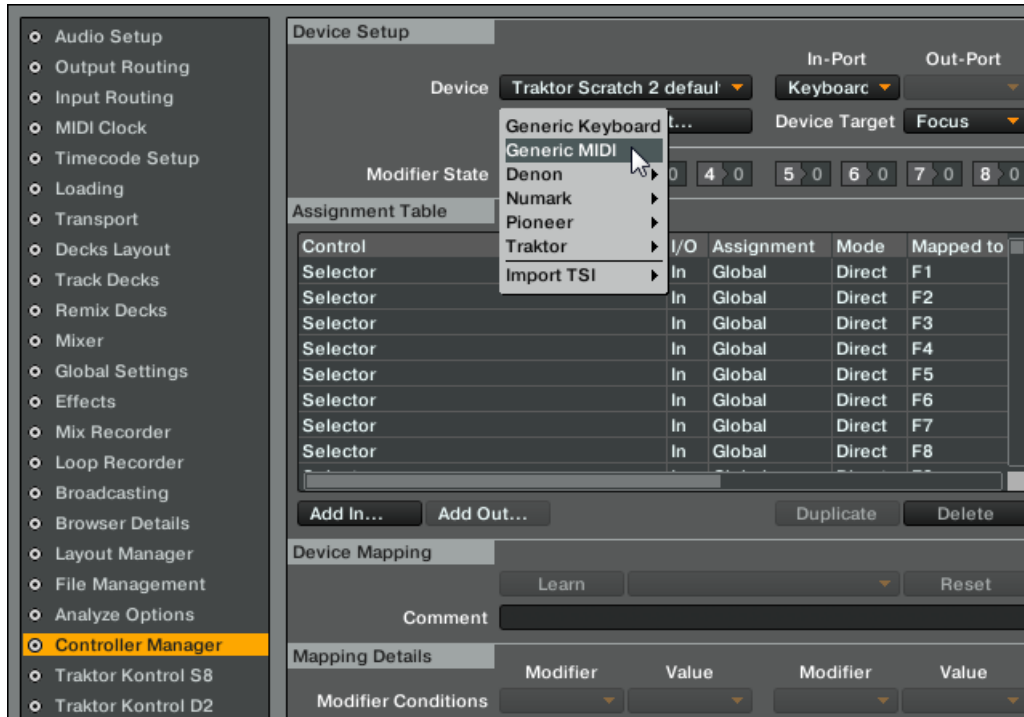 Audio Setup
Output Routing
Input Routing
MIDI Clock
Timecode Setup
Loading
Transport
Decks Layout
Track Decks
Remix Decks
Mixer
Global Settings
Effects
Mix Recorder
Loop Recorder
Broadcasting
Browser Details
Layout Manager
File Management
Analyze Options
Controller Manager
Traktor Kontrol S8
Traktor Kontrol D2
Device Setup
In-Port Out-Port
Device Traktor Scratch 2 defaul Keyboarc
t... Device Target Focus
Generic Keyboard
Generic MIDI
Denon
Numark
Pioneer
Traktor
Import TSI
Modifier State 0 4 0 5 0 6 0 7 0 8 0
Assignment Table
Control I/O Assignment Mode Mapped to
Selector In Global Direct F1
Selector In Global Direct F2
Selector In Global Direct F3
Selector In Global Direct F4
Selector In Global Direct F5
Selector In Global Direct F6
Selector In Global Direct F7
Selector In Global Direct F8
Add In... Add Out... Duplicate Delete
Device Mapping
Learn Reset
Comment
Mapping Details
Modifier Value Modifier Value
Modifier Conditions